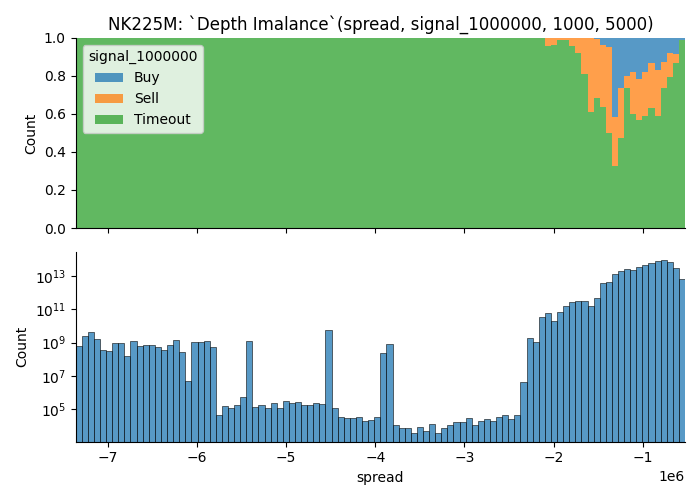 NK225M: `Depth Imalance`(spread, signal_1000000, 1000, 5000)
1.0
0.8
0.6
0.4
0.2
0.0
Count
signal_1000000
Buy
Sell
Timeout
10^13
10^11
10^9
10^7
10^5
Count
−7 −6 −5 −4 −3 −2 −1
1e6
spread